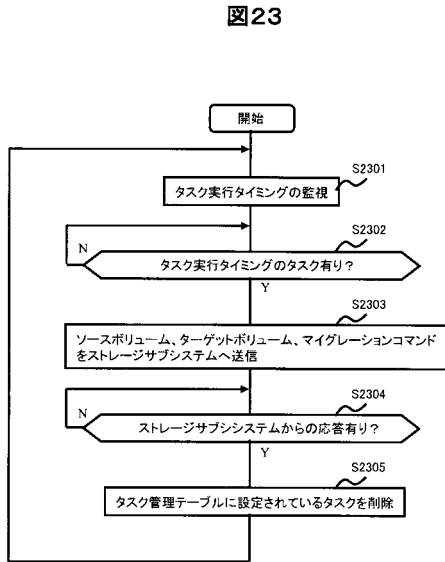 図23
開始
S2301
タスク実行タイミングの監視
S2302
N
タスク実行タイミングのタスク有り?
Y
S2303
ソースボリューム、ターゲットボリューム、マイグレーションコマンド
をストレージサブシステムへ送信
S2304
N
ストレージサブシシステムからの応答有り?
Y
S2305
タスク管理テーブルに設定されているタスクを削除